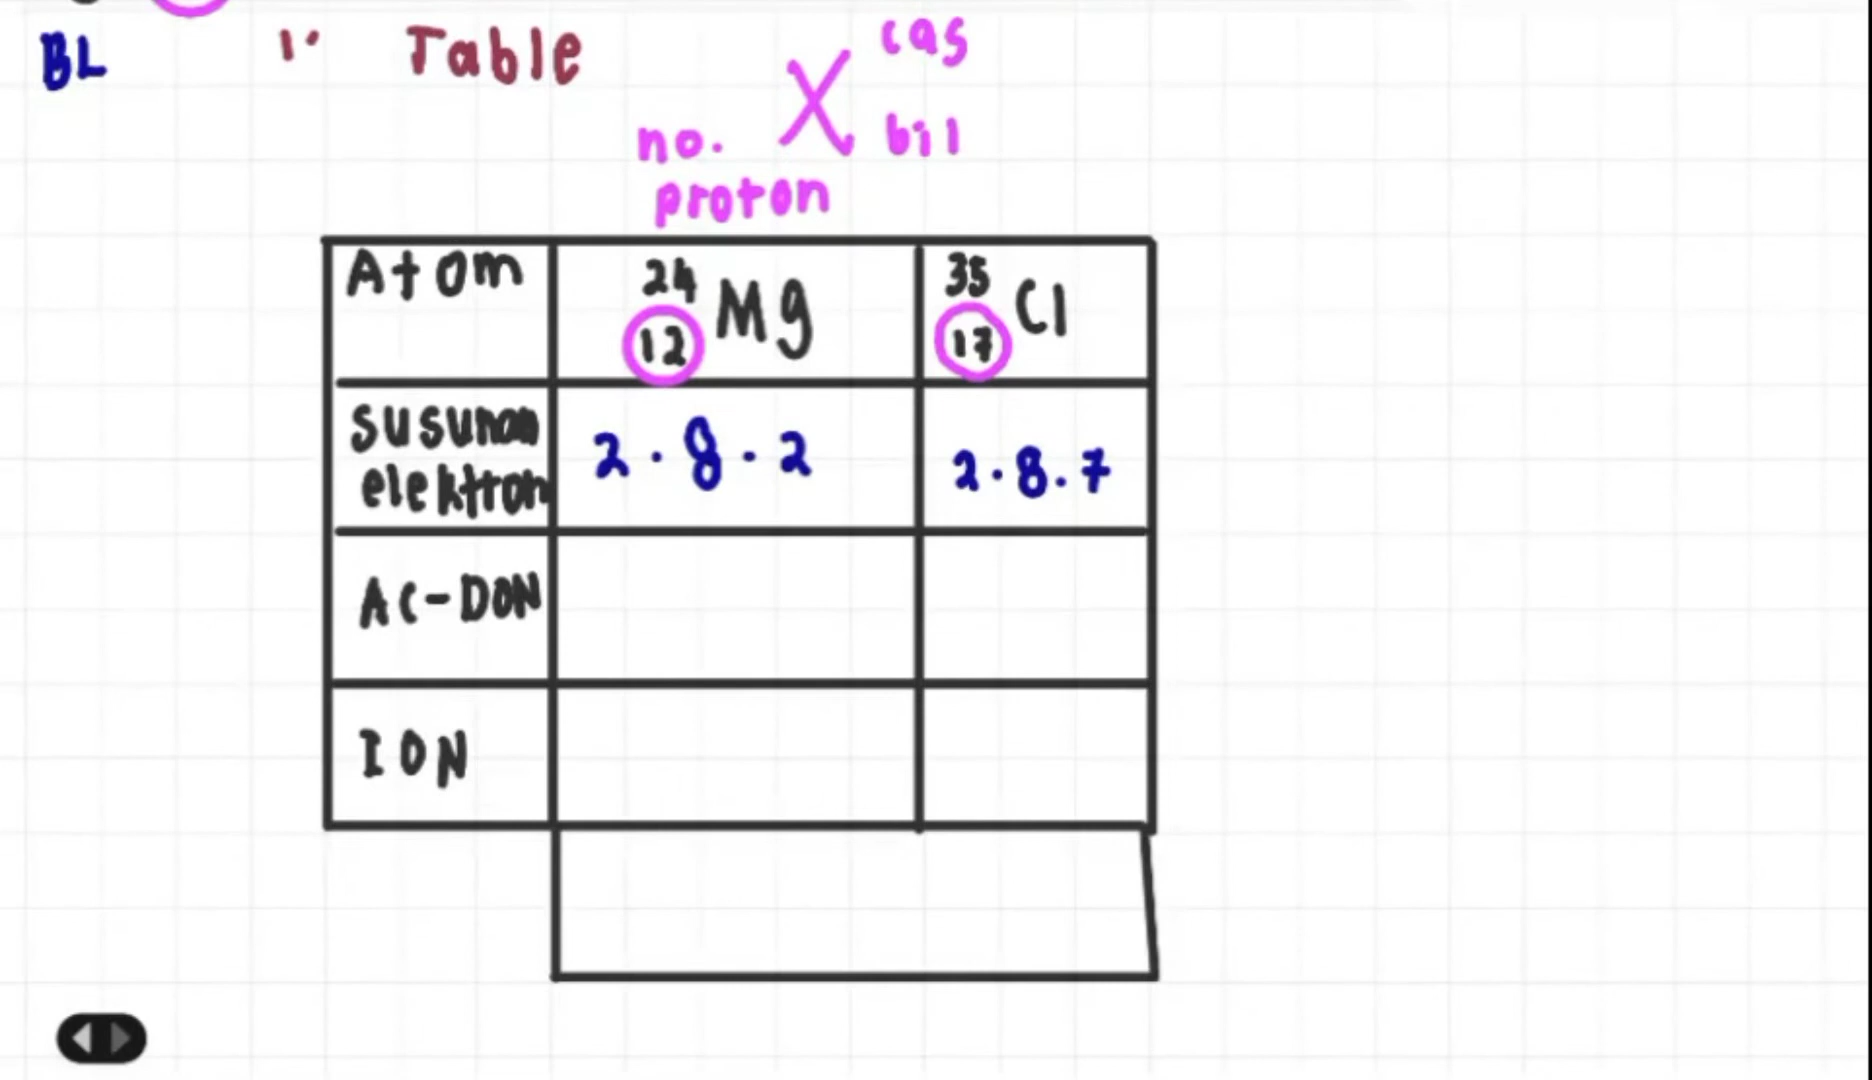 BL 1. Table
X cas
no. bil
proton
Atom 24 12 Mg 35 17 Cl
susunan
elektron 2.8.2 2.8.7
AC-DON
ION